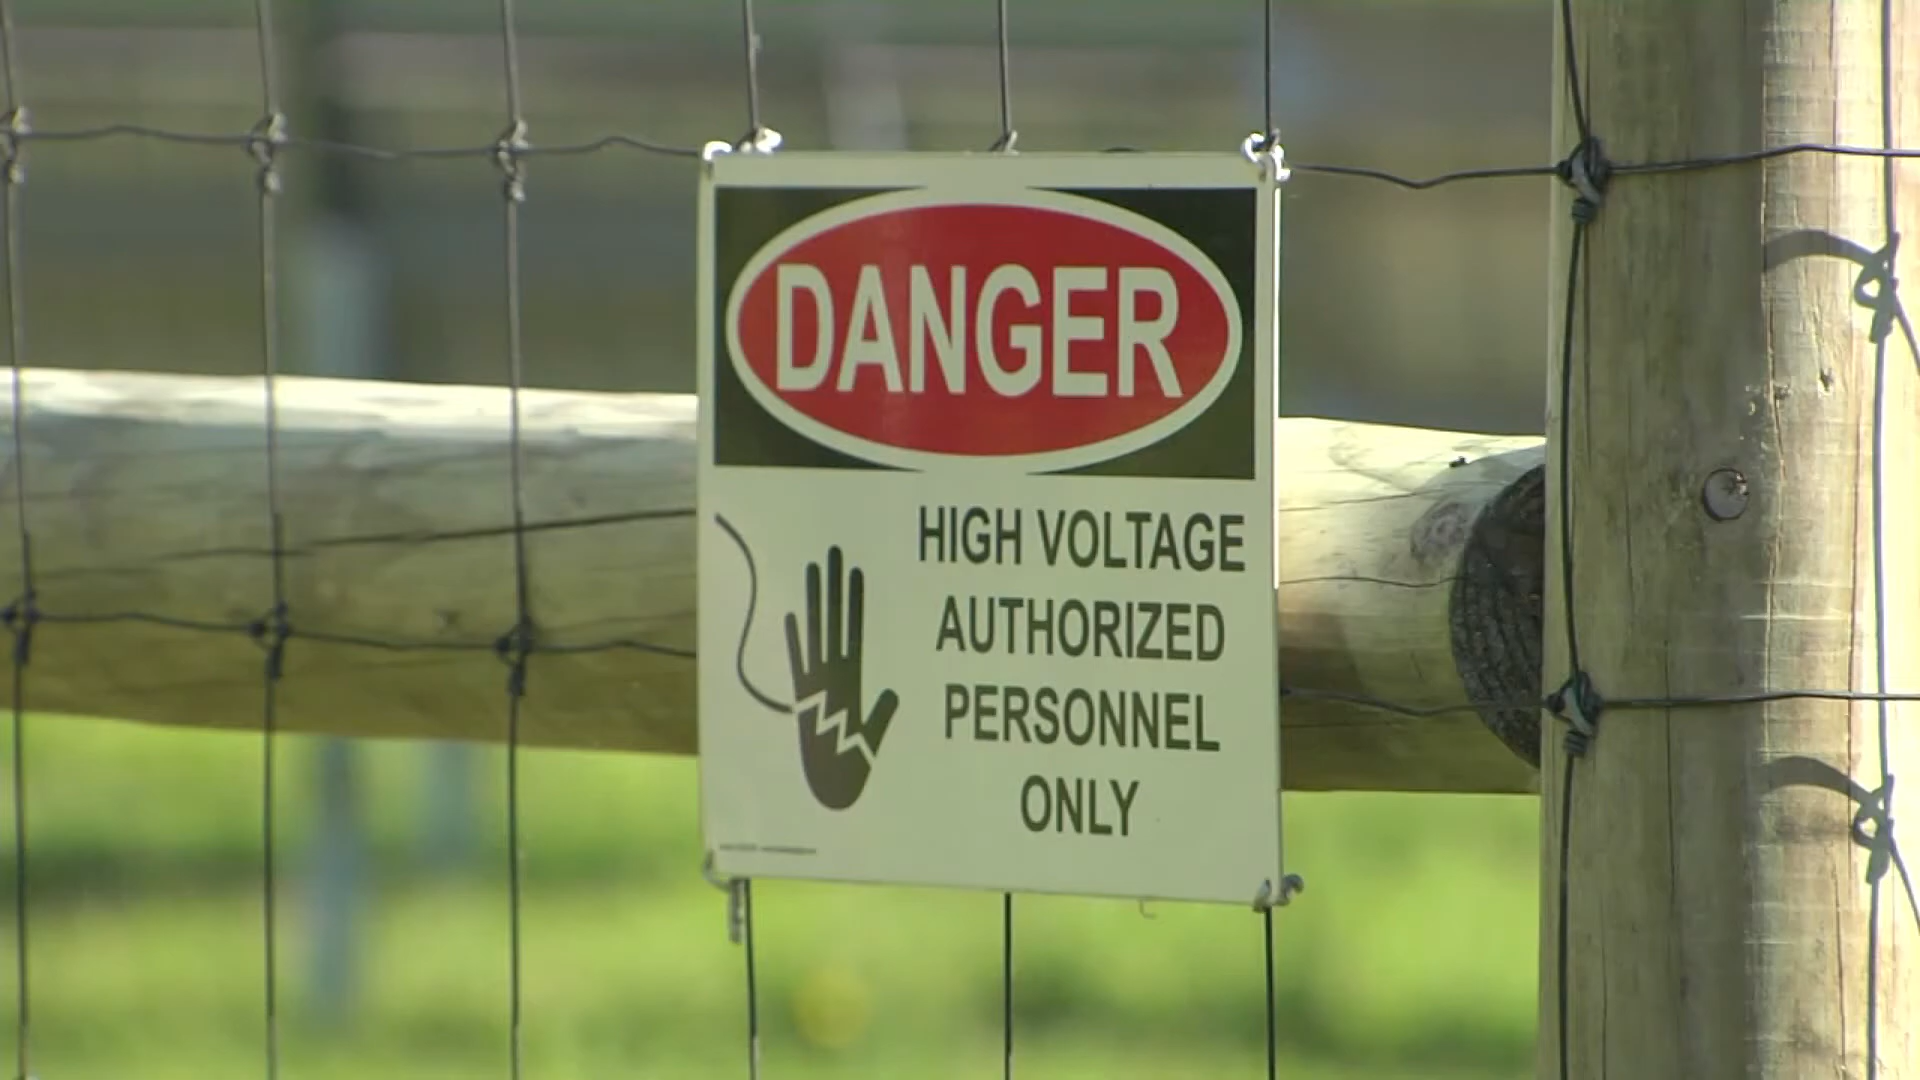 DANGER
HIGH VOLTAGE
AUTHORIZED
PERSONNEL
ONLY